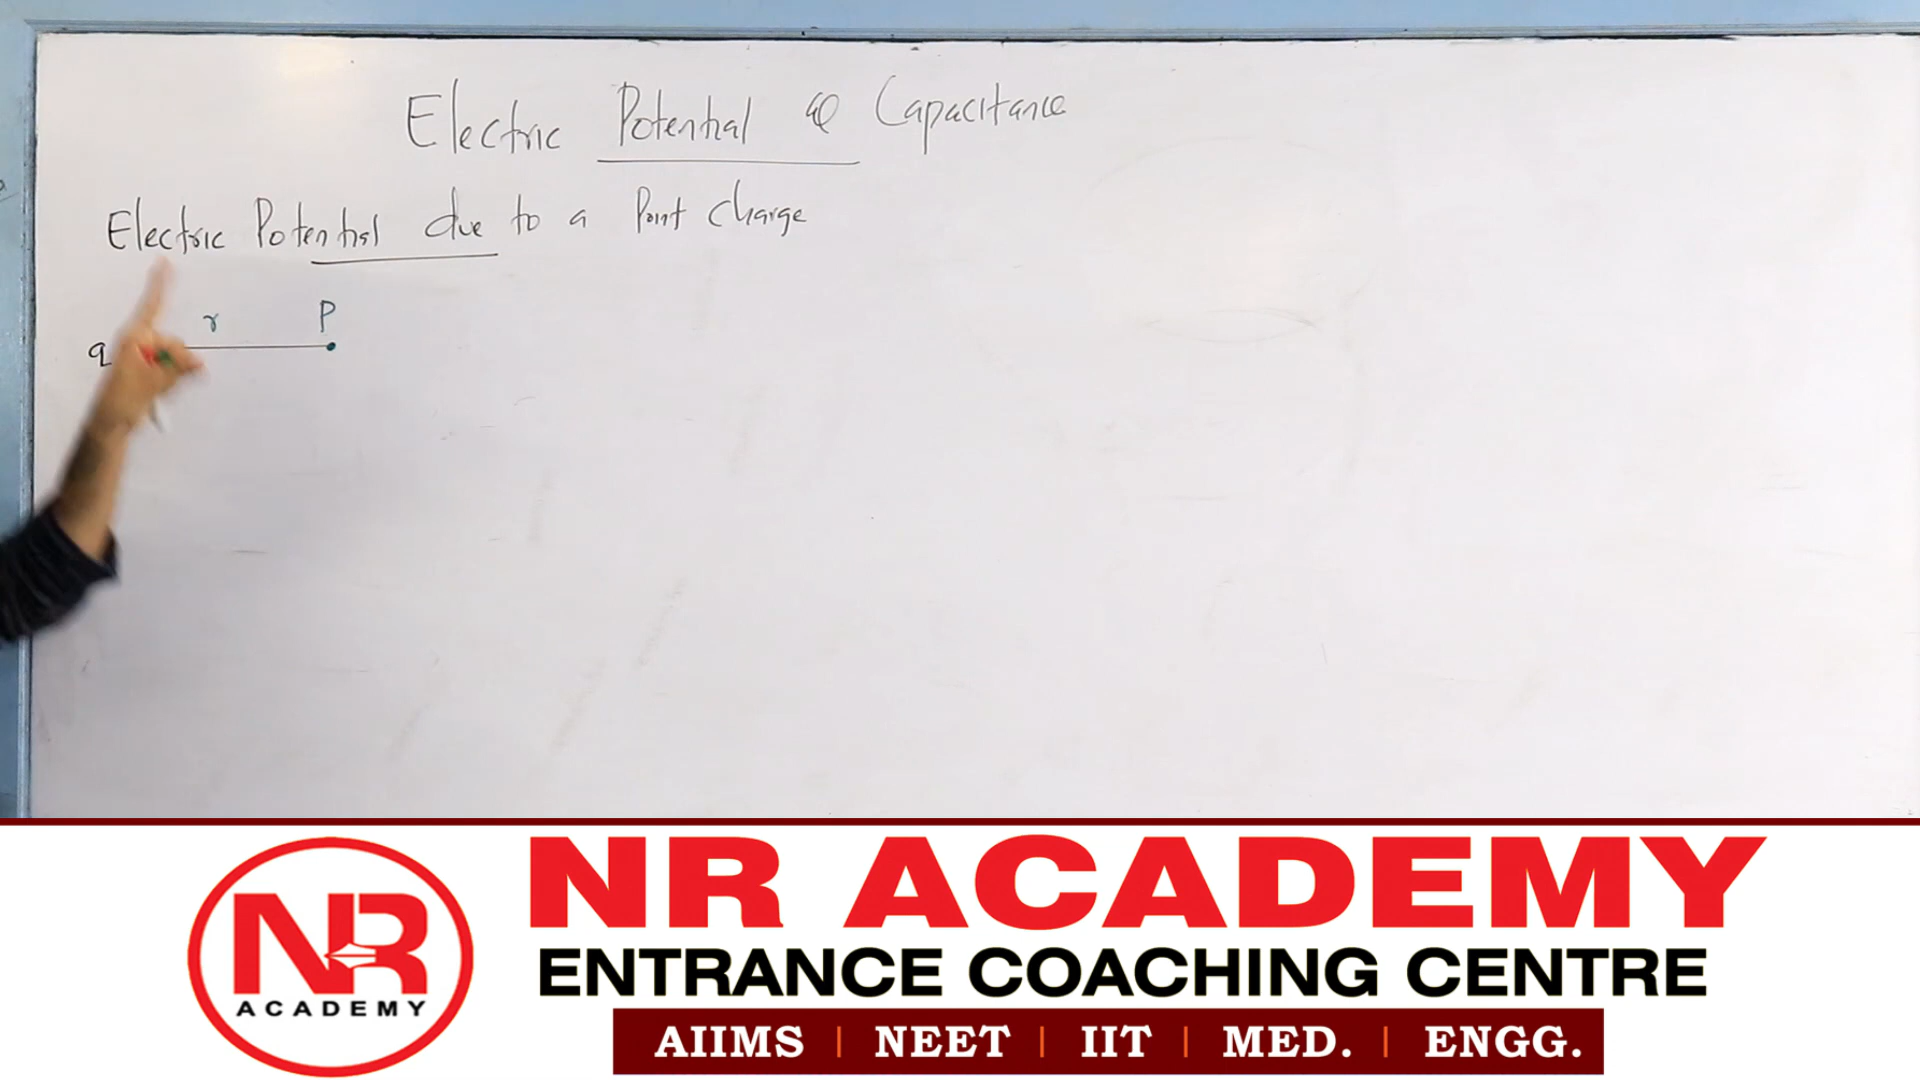 Electric Potential & Capacitance
Electric Potential due to a Point Charge
r P
q
NR
ACADEMY
NR ACADEMY
ENTRANCE COACHING CENTRE
AIIMS | NEET | IIT | MED. | ENGG.